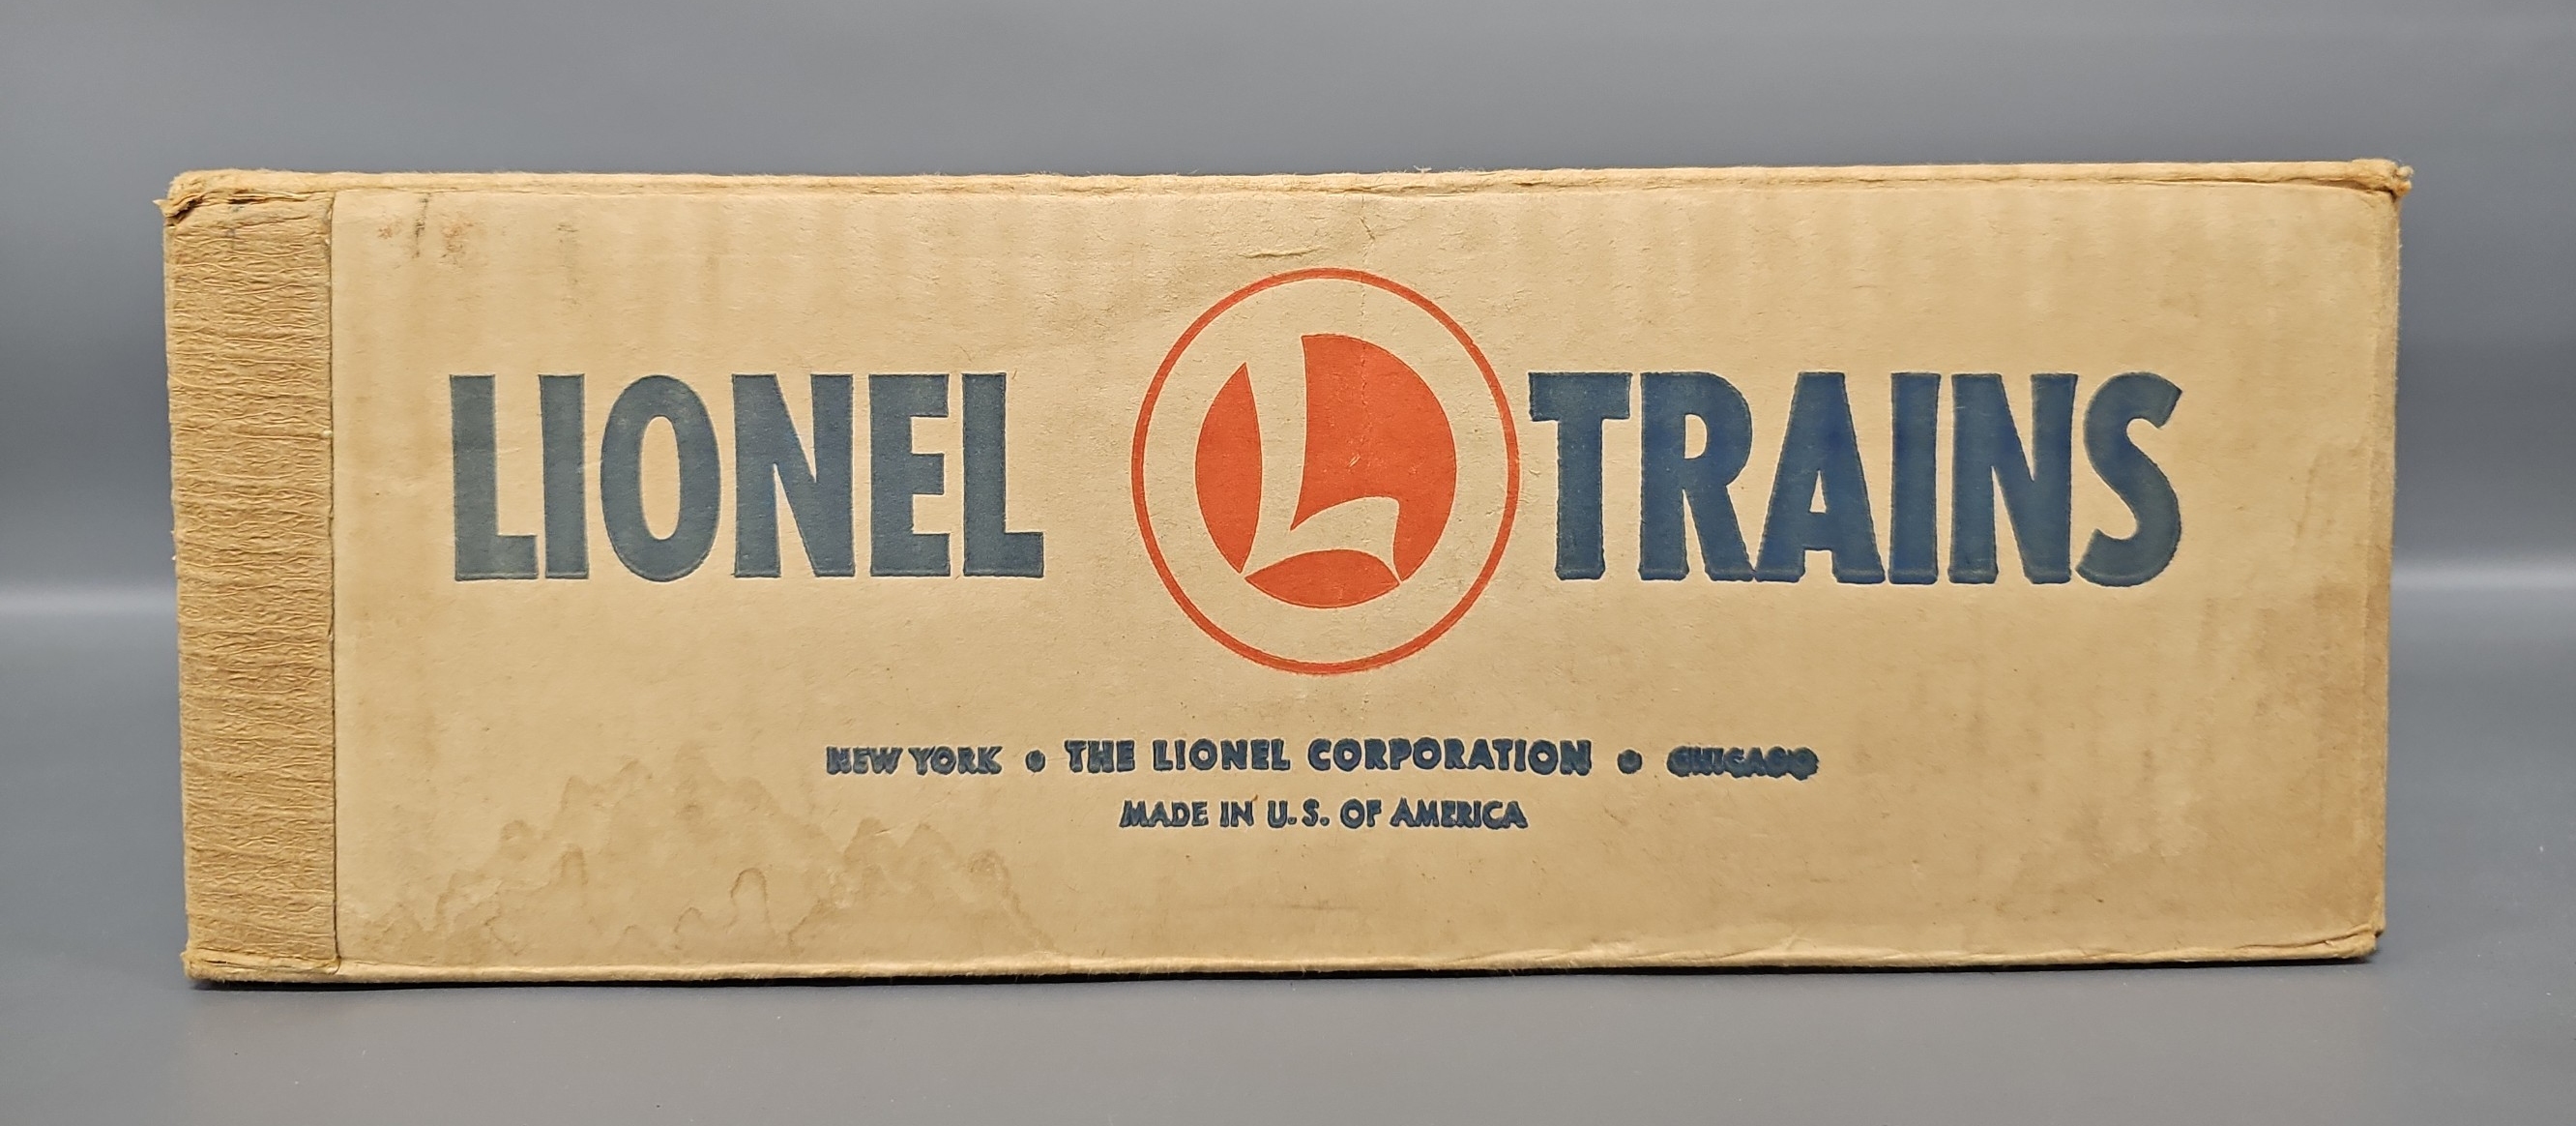 LIONEL L TRAINS
NEW YORK • THE LIONEL CORPORATION • CHICAGO
MADE IN U.S. OF AMERICA